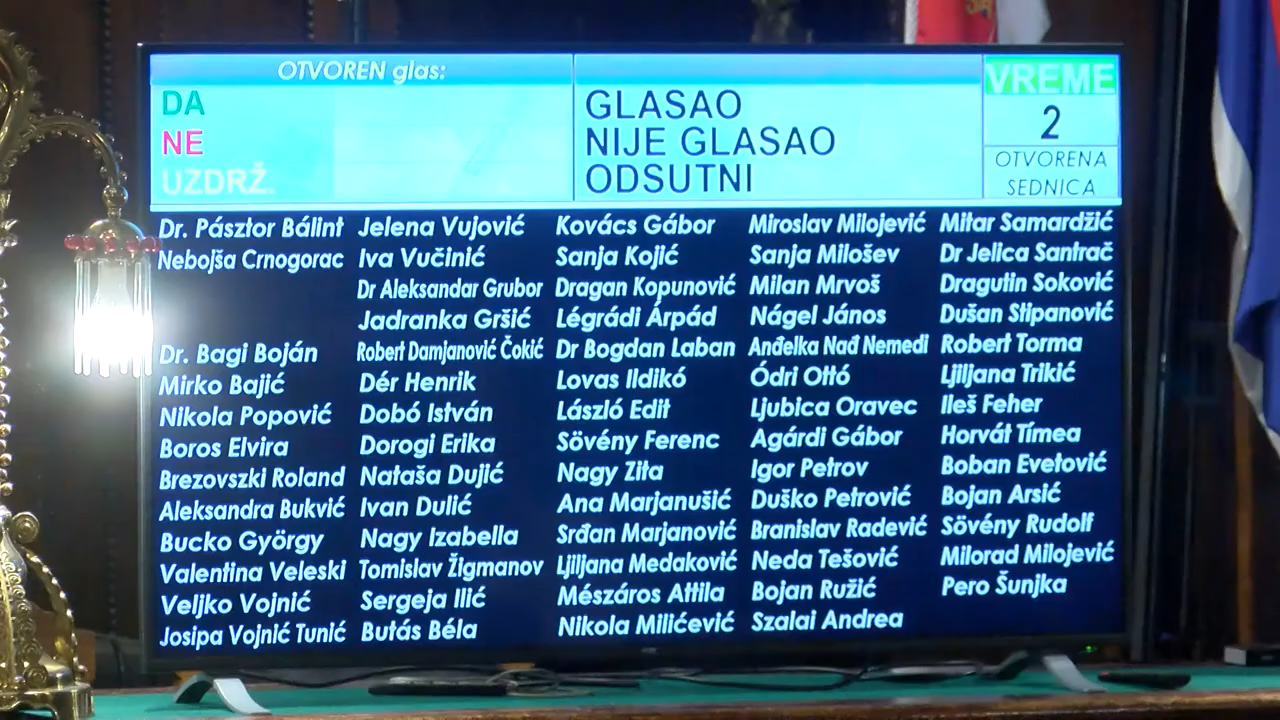 OTVOREN glas:
DA
NE
UZDRŽ.
GLASAO
NIJE GLASAO
ODSUTNI
VREME
2
OTVORENA
SEDNICA
Dr. Pásztor Bálint
Nebojša Crnogorac
Dr. Bagi Boján
Mirko Bajić
Nikola Popović
Boros Elvira
Brezovszki Roland
Aleksandra Bukvić
Bucko György
Valentina Veleski
Veljko Vojnić
Josipa Vojnić Tunić
Jelena Vujović
Iva Vučinić
Dr Aleksandar Grubor
Jadranka Gršić
Robert Damjanović Čokić
Dér Henrik
Dobó István
Dorogi Erika
Nataša Dujić
Ivan Dulić
Nagy Izabella
Tomislav Žigmanov
Sergeja Ilić
Butás Béla
Kovács Gábor
Sanja Kojić
Dragan Kopunović
Légrádi Árpád
Dr Bogdan Laban
Lovas Ildikó
László Edit
Sövény Ferenc
Nagy Zita
Ana Marjanušić
Srđan Marjanović
Ljiljana Medaković
Mészáros Attila
Nikola Milićević
Miroslav Milojević
Sanja Milošev
Milan Mrvoš
Nágel János
Anđelka Nađ Nemedi
Ódri Ottó
Ljubica Oravec
Agárdi Gábor
Igor Petrov
Duško Petrović
Branislav Radević
Neda Tešović
Bojan Ružić
Szalai Andrea
Mitar Samardžić
Dr Jelica Santrač
Dragutin Soković
Dušan Stipanović
Robert Torma
Ljiljana Trikić
Ileš Feher
Horvát Tímea
Boban Evetović
Bojan Arsić
Sövény Rudolf
Milorad Milojević
Pero Šunjka